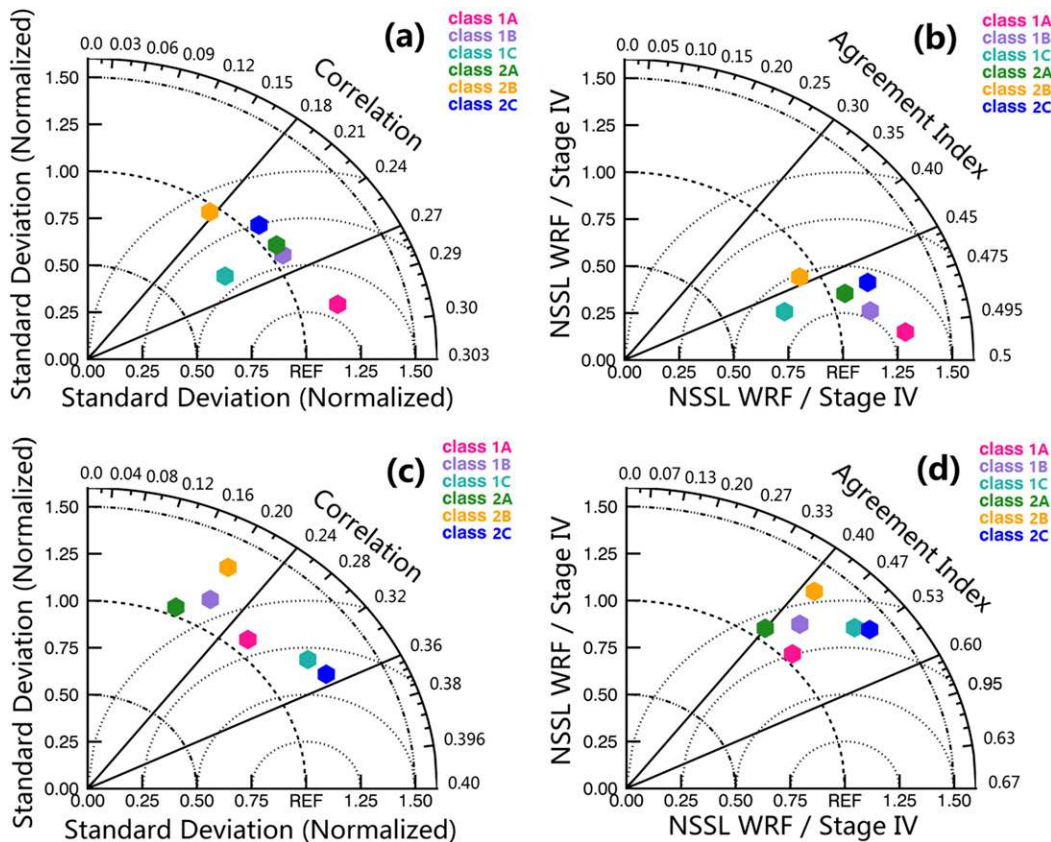 (a)
class 1A
class 1B
class 1C
class 2A
class 2B
class 2C
Correlation
0.0 0.03 0.06 0.09 0.12 0.15 0.18 0.21 0.24 0.27 0.29 0.30 0.303
Standard Deviation (Normalized)
1.50
1.25
1.00
0.75
0.50
0.25
0.00
0.00 0.25 0.50 0.75 REF 1.25 1.50
Standard Deviation (Normalized)
(b)
class 1A
class 1B
class 1C
class 2A
class 2B
class 2C
Agreement Index
0.0 0.05 0.10 0.15 0.20 0.25 0.30 0.35 0.40 0.45 0.475 0.495 0.5
NSSL WRF / Stage IV
1.50
1.25
1.00
0.75
0.50
0.25
0.00
0.00 0.25 0.50 0.75 REF 1.25 1.50
NSSL WRF / Stage IV
(c)
class 1A
class 1B
class 1C
class 2A
class 2B
class 2C
Correlation
0.0 0.04 0.08 0.12 0.16 0.20 0.24 0.28 0.32 0.36 0.38 0.396 0.40
Standard Deviation (Normalized)
1.50
1.25
1.00
0.75
0.50
0.25
0.00
0.00 0.25 0.50 0.75 REF 1.25 1.50
Standard Deviation (Normalized)
(d)
class 1A
class 1B
class 1C
class 2A
class 2B
class 2C
Agreement Index
0.0 0.07 0.13 0.20 0.27 0.33 0.40 0.47 0.53 0.60 0.95 0.63 0.67
NSSL WRF / Stage IV
1.50
1.25
1.00
0.75
0.50
0.25
0.00
0.00 0.25 0.50 0.75 REF 1.25 1.50
NSSL WRF / Stage IV